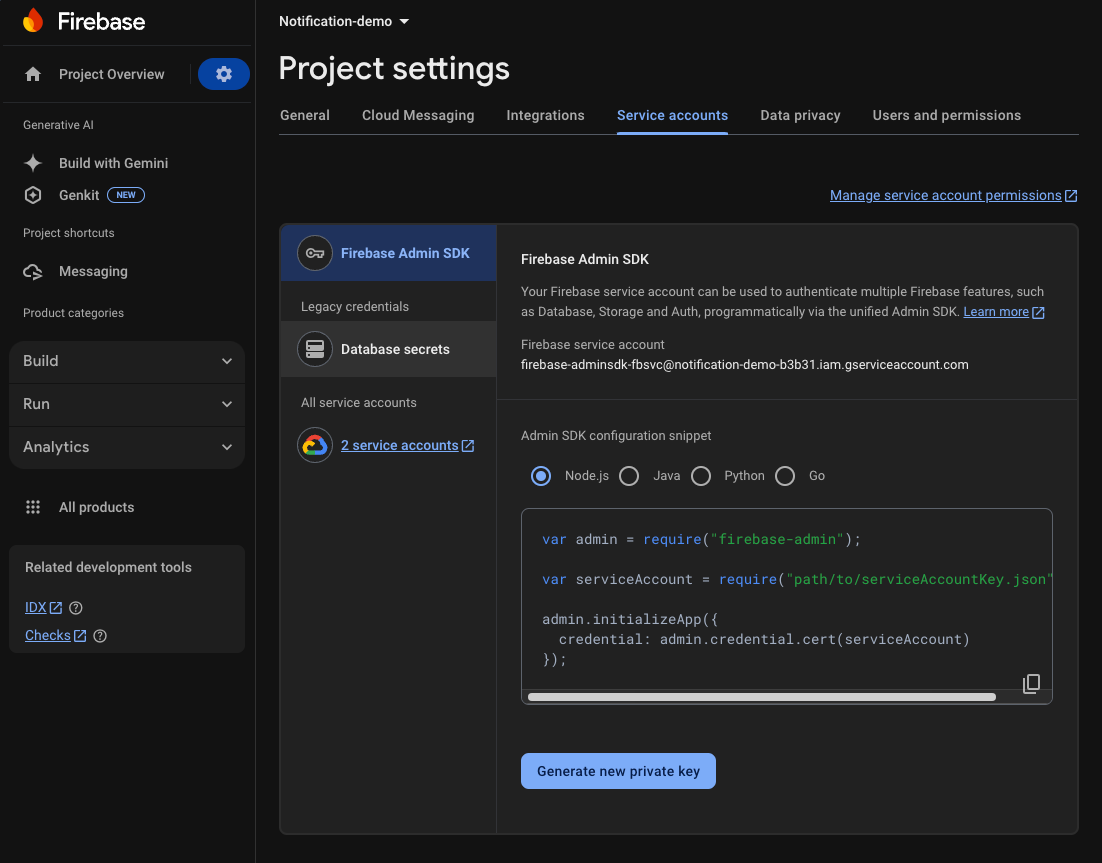 Firebase
Project Overview
Generative AI
Build with Gemini
Genkit NEW
Project shortcuts
Messaging
Product categories
Build
Run
Analytics
All products
Related development tools
IDX
Checks
Notification-demo
Project settings
General Cloud Messaging Integrations Service accounts Data privacy Users and permissions
Manage service account permissions
Firebase Admin SDK
Legacy credentials
Database secrets
All service accounts
2 service accounts
Firebase Admin SDK
Your Firebase service account can be used to authenticate multiple Firebase features, such
as Database, Storage and Auth, programmatically via the unified Admin SDK. Learn more
Firebase service account
firebase-adminsdk-fbsvc@notification-demo-b3b31.iam.gserviceaccount.com
Admin SDK configuration snippet
Node.js Java Python Go
var admin = require("firebase-admin");
var serviceAccount = require("path/to/serviceAccountKey.json"
admin.initializeApp({
credential: admin.credential.cert(serviceAccount)
});
Generate new private key